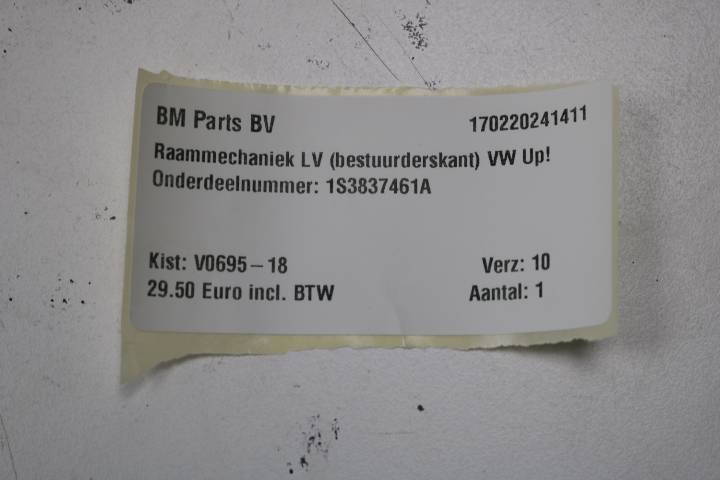 BM Parts BV 170220241411
Raammechaniek LV (bestuurderskant) VW Up!
Onderdeelnummer: 1S3837461A
Kist: V0695-18 Verz: 10
29.50 Euro incl. BTW Aantal: 1